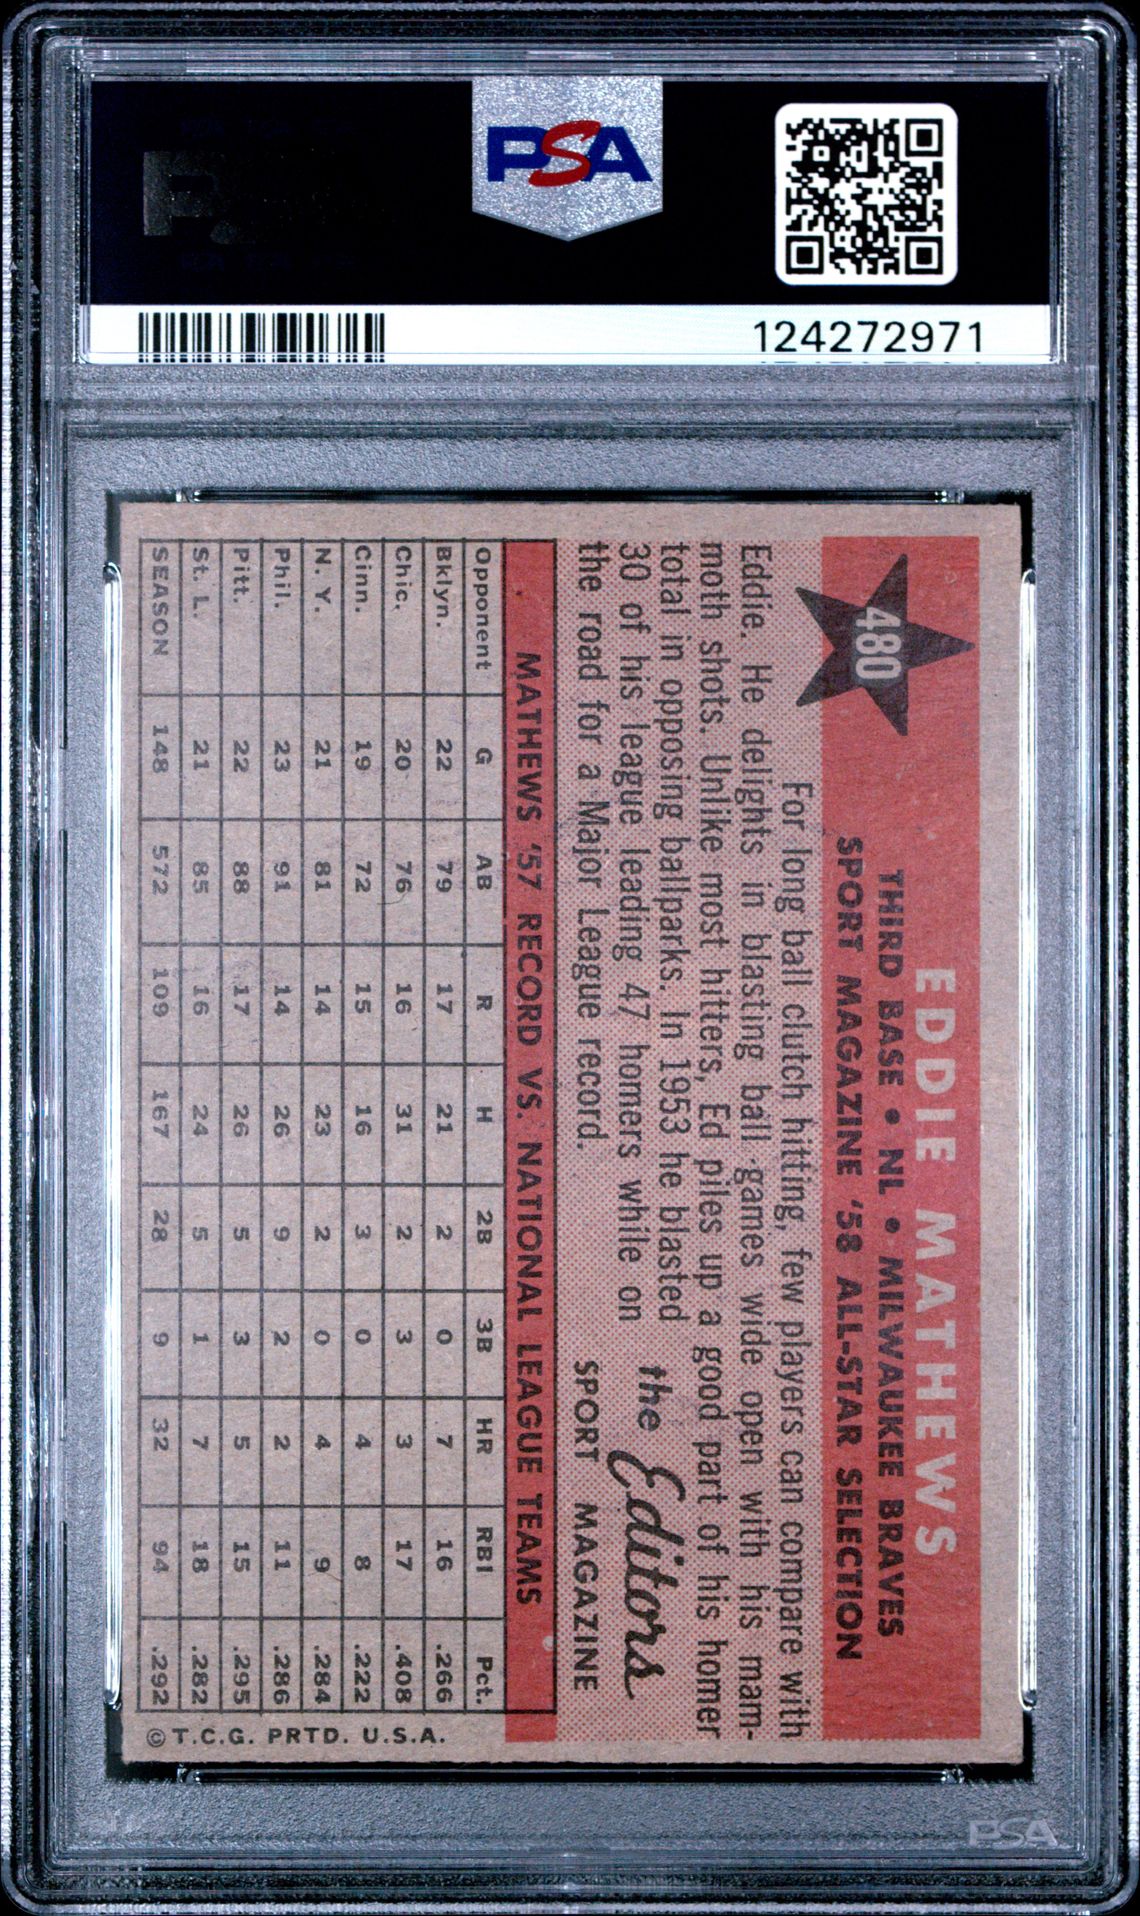 PSA
124272971
480
EDDIE MATHEWS
THIRD BASE • NL • MILWAUKEE BRAVES
SPORT MAGAZINE '58 ALL-STAR SELECTION
For long ball clutch hitting, few players can compare with
Eddie. He delights in blasting ball games wide open with his mam-
moth shots. Unlike most hitters, Ed piles up a good part of his homer
total in opposing ballparks. In 1953 he blasted
30 of his league leading 47 homers while on
the road for a Major League record.
the Editors
SPORT MAGAZINE
MATHEWS '57 RECORD VS. NATIONAL LEAGUE TEAMS
Opponent G AB R H 2B 3B HR RBI Pct.
Bklyn. 22 79 17 21 2 0 7 16 .266
Chic. 20 76 16 31 2 3 3 17 .408
Cinn. 19 72 15 16 3 0 4 8 .222
N. Y. 21 81 14 23 2 0 4 9 .284
Phil. 23 91 14 26 9 2 2 11 .286
Pitt. 22 88 17 26 5 3 5 15 .295
St. L. 21 85 16 24 5 1 7 18 .282
SEASON 148 572 109 167 28 9 32 94 .292
© T.C.G. PRTD. U.S.A.
PSA